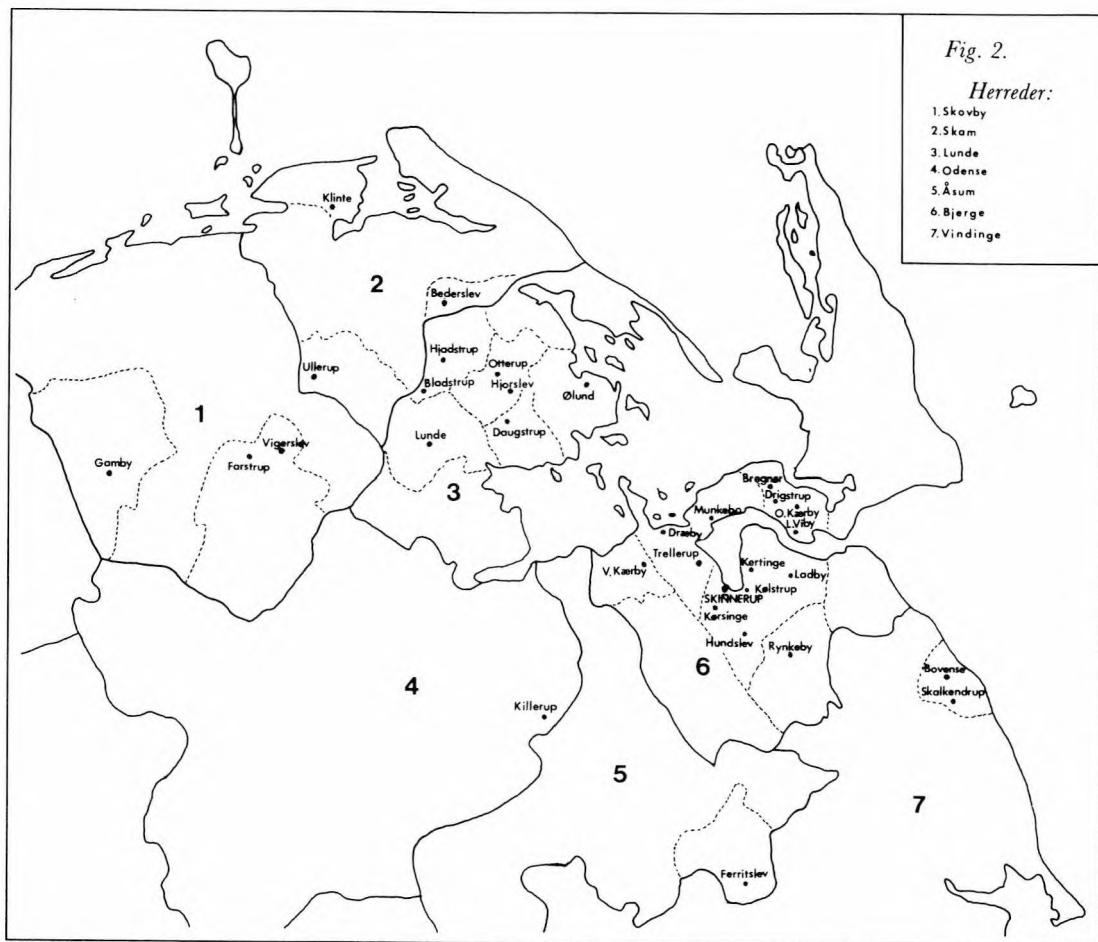 Fig. 2.
Herreder:
1. Skovby
2. Skam
3. Lunde
4. Odense
5. Åsum
6. Bjerge
7. Vindinge
Klinte
2
Bederslev
Hjadstrup
Ullerup
Otterup
Bladstrup
Hjorslev
Ølund
1
Lunde
Daugstrup
Vigerslev
Farstrup
Gamby
3
Bregnør
Drigstrup
Munkebo
O. Kærby
L. Viby
Dræby
Trellerup
V. Kærby
Kertinge
Ladby
Kølstrup
SKINNERUP
Kørsinge
Hundslev
Rynkeby
6
Bovense
Skalkendrup
4
Killerup
5
7
Ferritslev